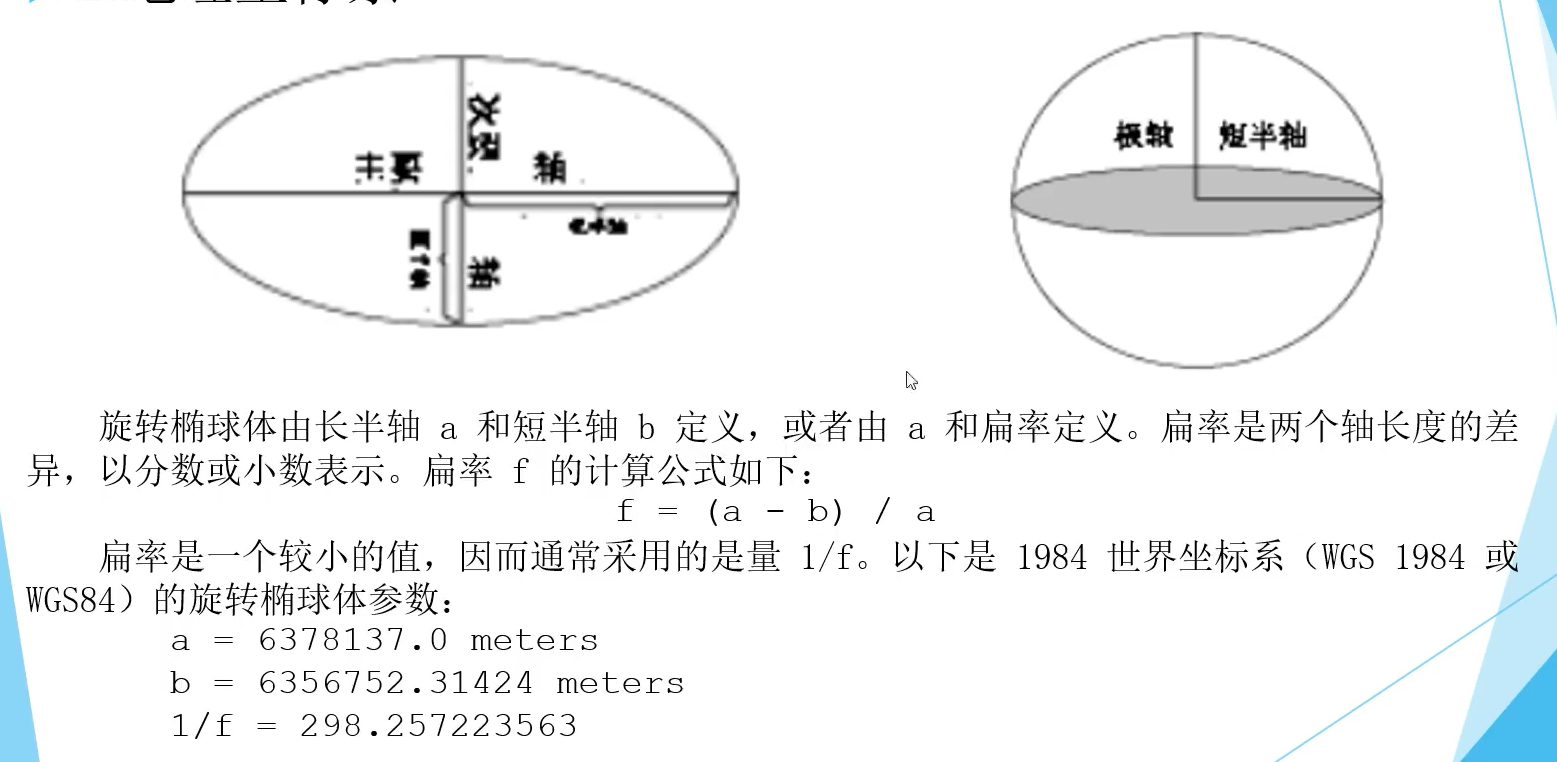 次要
主
轴
轴
极轴 短半轴
旋转椭球体由长半轴 a 和短半轴 b 定义，或者由 a 和扁率定义。扁率是两个轴长度的差
异，以分数或小数表示。扁率 f 的计算公式如下：
f = (a - b) / a
扁率是一个较小的值，因而通常采用的是量 1/f。以下是 1984 世界坐标系（WGS 1984 或
WGS84）的旋转椭球体参数：
a = 6378137.0 meters
b = 6356752.31424 meters
1/f = 298.257223563